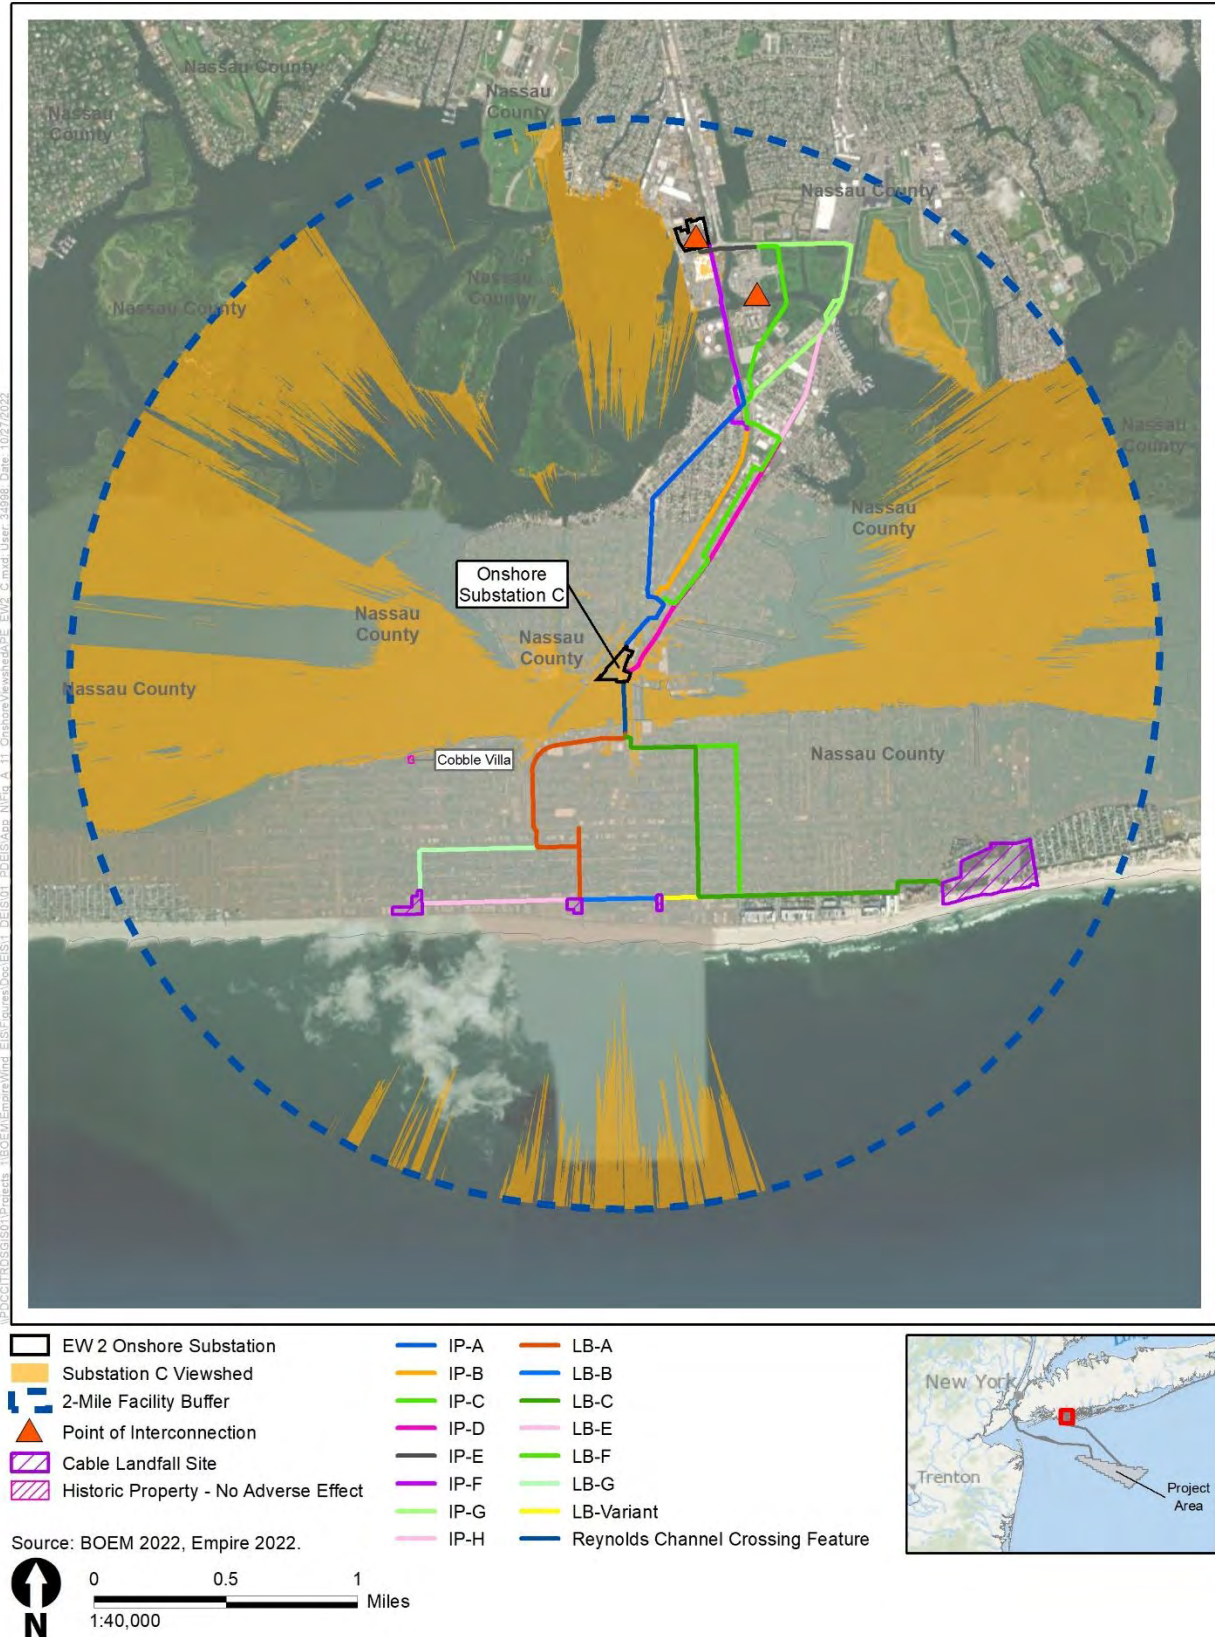 Nassau County
Nassau
County
Nassau
County
Nassau County
Nassau
County
Nassau County
Nassau
County
Nassau
County
Onshore
Substation C
Nassau
County
Nassau
County
Nassau County
Nassau County
Cobble Villa
EW 2 Onshore Substation
Substation C Viewshed
2-Mile Facility Buffer
Point of Interconnection
Cable Landfall Site
Historic Property - No Adverse Effect
IP-A
IP-B
IP-C
IP-D
IP-E
IP-F
IP-G
IP-H
LB-A
LB-B
LB-C
LB-E
LB-F
LB-G
LB-Variant
Reynolds Channel Crossing Feature
New York
Trenton
Project
Area
Source: BOEM 2022, Empire 2022.
N
0 0.5 1
Miles
1:40,000